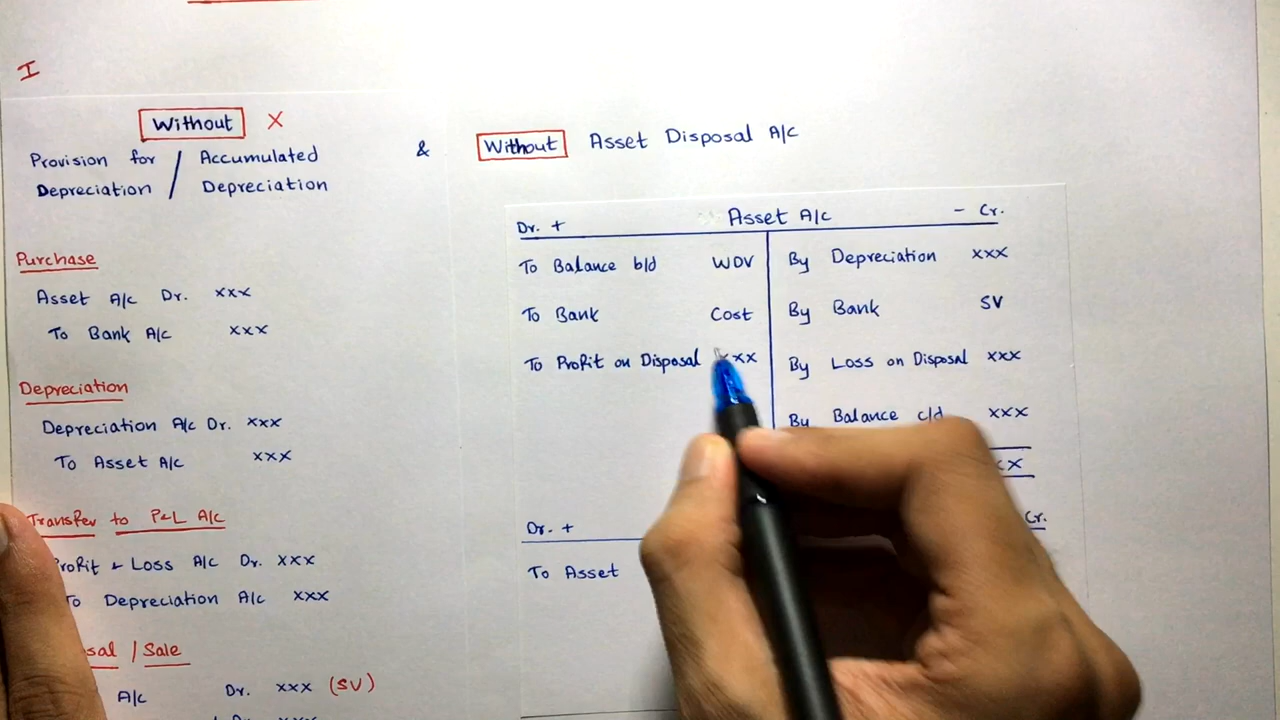 I
Without X
Provision for / Accumulated
Depreciation / Depreciation
& Without Asset Disposal A/c
Purchase
Asset A/c Dr. xxx
To Bank A/c xxx
Depreciation
Depreciation A/c Dr. xxx
To Asset A/c xxx
Transfer to P&L A/c
Profit & Loss A/c Dr. xxx
To Depreciation A/c xxx
/ Sale
A/c Dr. xxx (SV)
xxx
Dr. + Asset A/c - Cr.
To Balance b/d WDV By Depreciation xxx
To Bank Cost By Bank SV
To Profit on Disposal xxx By Loss on Disposal xxx
By Balance c/d xxx
Dr. + Cr.
To Asset